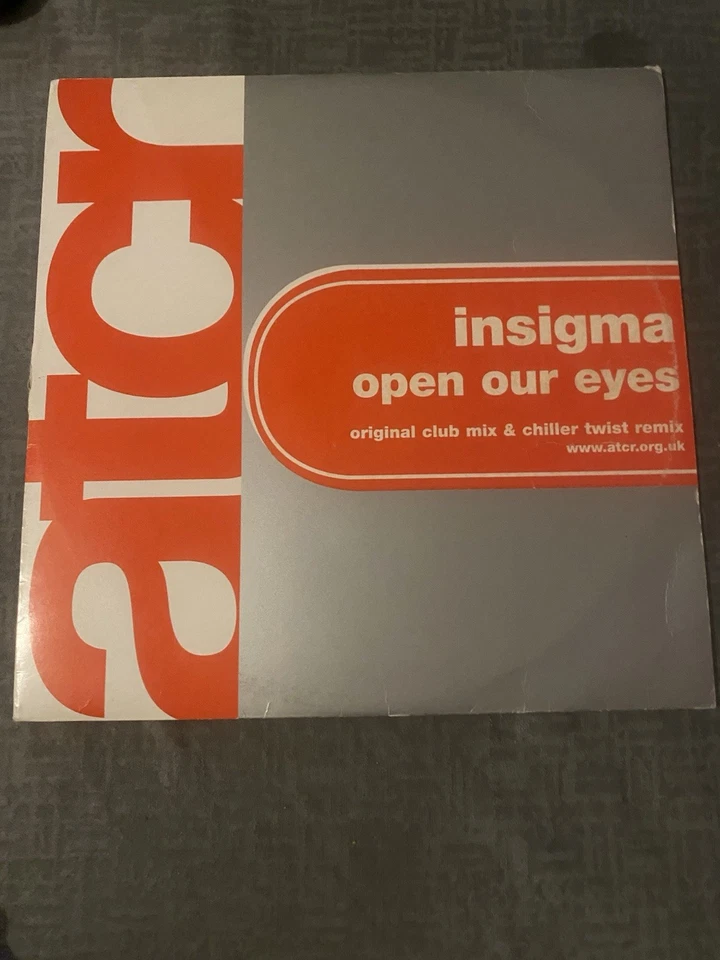 atcr
insigma
open our eyes
original club mix & chiller twist remix
www.atcr.org.uk